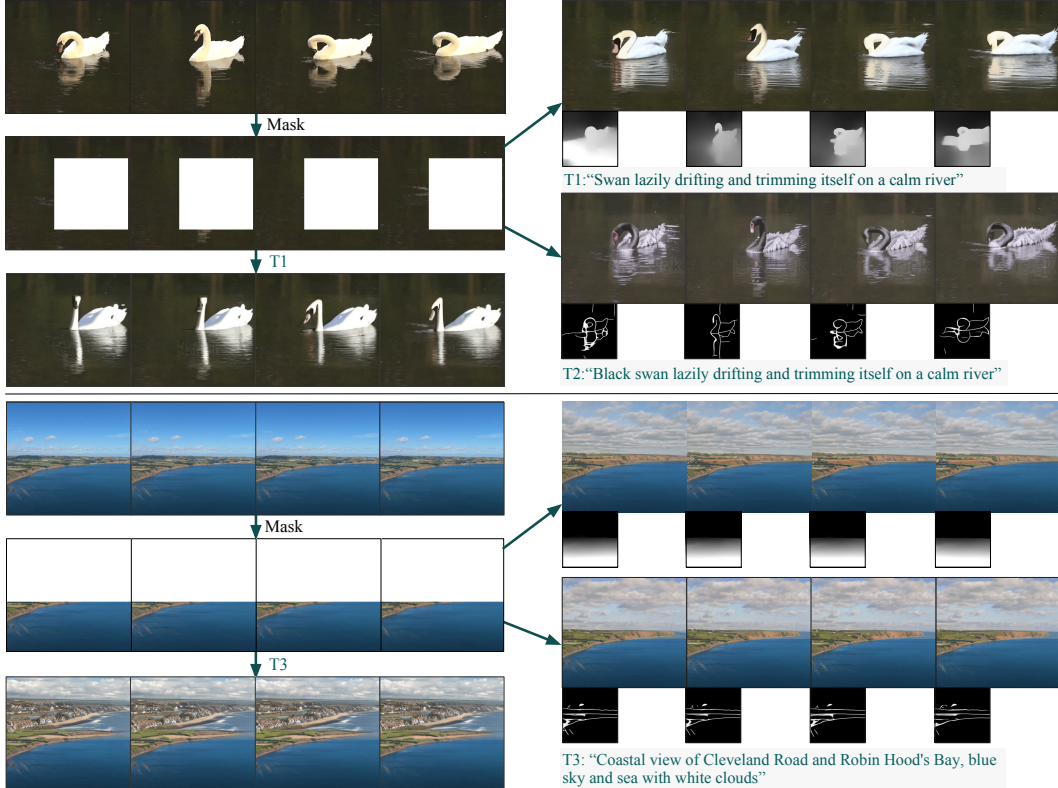 Mask
T1
T1:“Swan lazily drifting and trimming itself on a calm river”
T2:“Black swan lazily drifting and trimming itself on a calm river”
Mask
T3
T3: “Coastal view of Cleveland Road and Robin Hood's Bay, blue
sky and sea with white clouds”